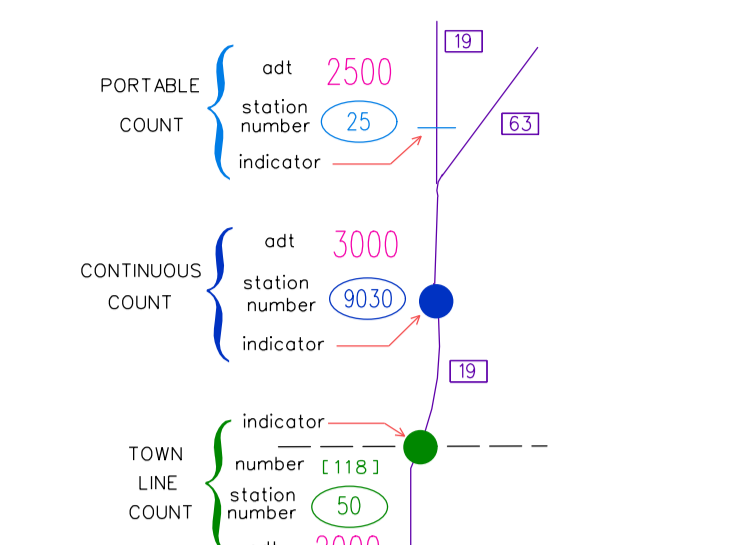 19
adt 2500
PORTABLE
COUNT
station
number 25
63
indicator
adt 3000
CONTINUOUS
COUNT
station
number 9030
indicator
19
indicator
TOWN
LINE
COUNT
number [118]
station
number 50